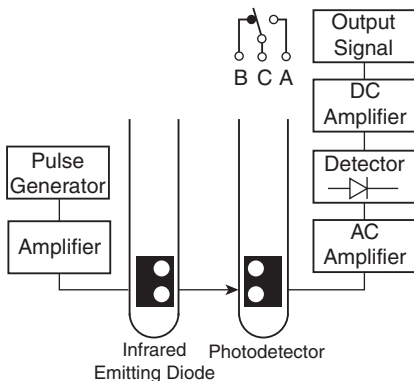 Output
Signal
B C A
DC
Amplifier
Pulse
Generator
Detector
Amplifier
AC
Amplifier
Infrared
Emitting Diode
Photodetector